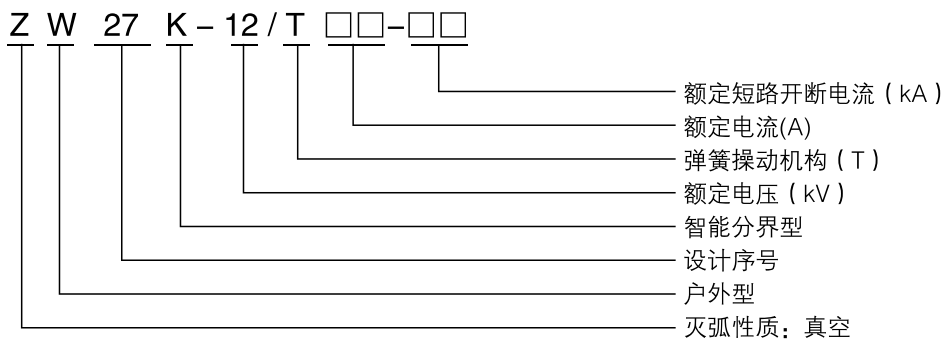 ZW27K-12/T□□-□□
额定短路开断电流（kA）
额定电流(A)
弹簧操动机构（T）
额定电压（kV）
智能分界型
设计序号
户外型
灭弧性质：真空